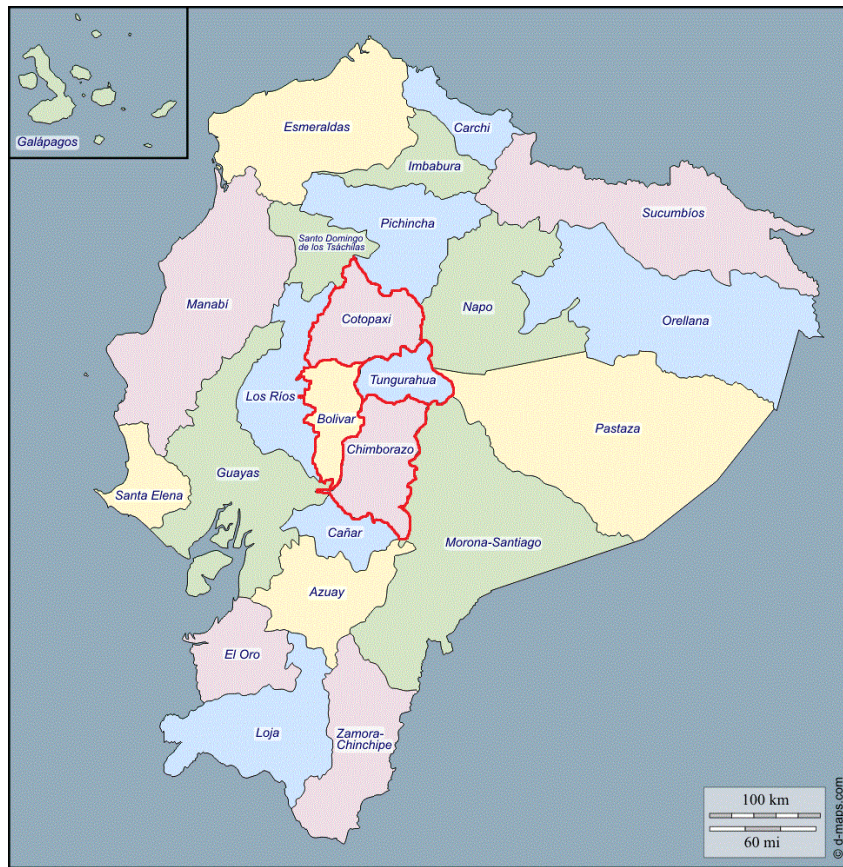 Galápagos
Esmeraldas
Carchi
Imbabura
Sucumbíos
Pichincha
Santo Domingo
de los Tsáchilas
Manabí
Cotopaxi
Napo
Orellana
Tungurahua
Los Ríos
Bolivar
Pastaza
Chimborazo
Guayas
Santa Elena
Cañar
Morona-Santiago
Azuay
El Oro
Loja
Zamora-
Chinchipe
100 km
60 mi
© d-maps.com